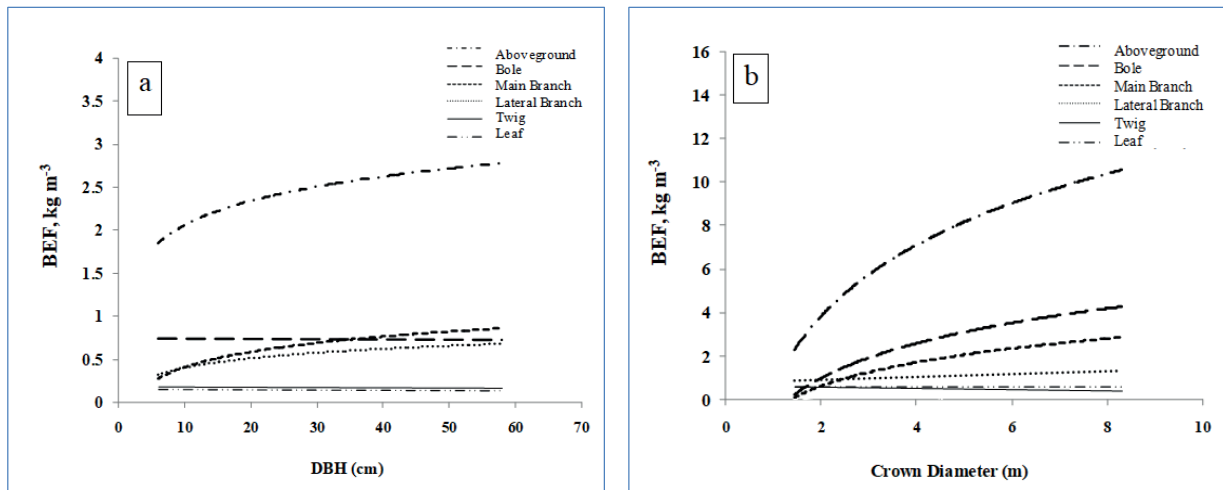 a
Aboveground
Bole
Main Branch
Lateral Branch
Twig
Leaf
BEF, kg m-3
4
3.5
3
2.5
2
1.5
1
0.5
0
0 10 20 30 40 50 60 70
DBH (cm)
b
Aboveground
Bole
Main Branch
Lateral Branch
Twig
Leaf
BEF, kg m-3
16
14
12
10
8
6
4
2
0
0 2 4 6 8 10
Crown Diameter (m)